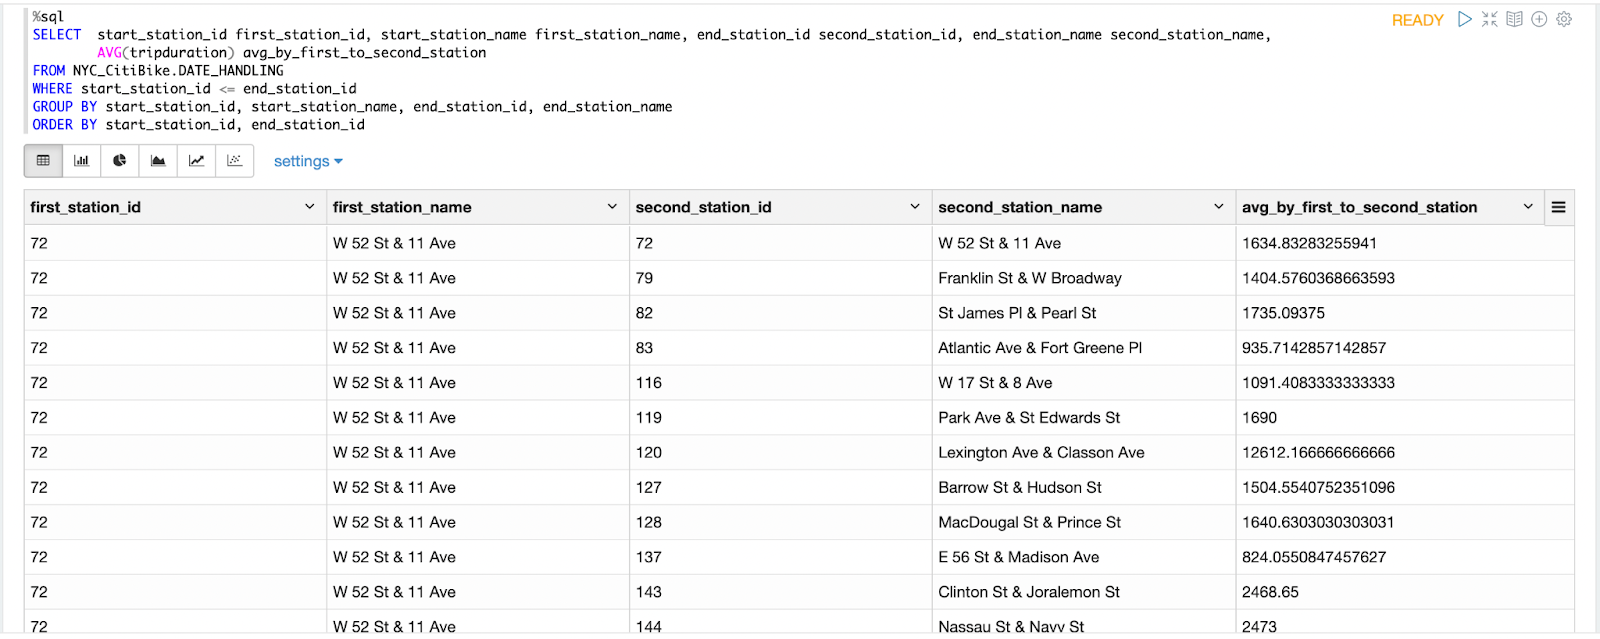 %sql
READY
SELECT start_station_id first_station_id, start_station_name first_station_name, end_station_id second_station_id, end_station_name second_station_name,
AVG(tripduration) avg_by_first_to_second_station
FROM NYC_CitiBike.DATE_HANDLING
WHERE start_station_id <= end_station_id
GROUP BY start_station_id, start_station_name, end_station_id, end_station_name
ORDER BY start_station_id, end_station_id
settings
first_station_id first_station_name second_station_id second_station_name avg_by_first_to_second_station
72 W 52 St & 11 Ave 72 W 52 St & 11 Ave 1634.83283255941
72 W 52 St & 11 Ave 79 Franklin St & W Broadway 1404.5760368663593
72 W 52 St & 11 Ave 82 St James Pl & Pearl St 1735.09375
72 W 52 St & 11 Ave 83 Atlantic Ave & Fort Greene Pl 935.7142857142857
72 W 52 St & 11 Ave 116 W 17 St & 8 Ave 1091.4083333333333
72 W 52 St & 11 Ave 119 Park Ave & St Edwards St 1690
72 W 52 St & 11 Ave 120 Lexington Ave & Classon Ave 12612.166666666666
72 W 52 St & 11 Ave 127 Barrow St & Hudson St 1504.5540752351096
72 W 52 St & 11 Ave 128 MacDougal St & Prince St 1640.6303030303031
72 W 52 St & 11 Ave 137 E 56 St & Madison Ave 824.0550847457627
72 W 52 St & 11 Ave 143 Clinton St & Joralemon St 2468.65
72 W 52 St & 11 Ave 144 Nassau St & Navy St 2473